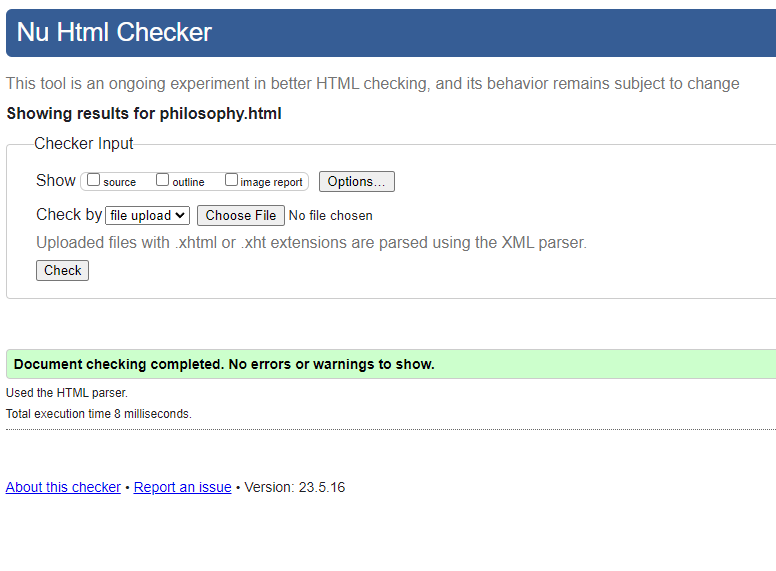 Nu Html Checker
This tool is an ongoing experiment in better HTML checking, and its behavior remains subject to change
Showing results for philosophy.html
Checker Input
Show source outline image report Options...
Check by file upload Choose File No file chosen
Uploaded files with .xhtml or .xht extensions are parsed using the XML parser.
Check
Document checking completed. No errors or warnings to show.
Used the HTML parser.
Total execution time 8 milliseconds.
About this checker • Report an issue • Version: 23.5.16